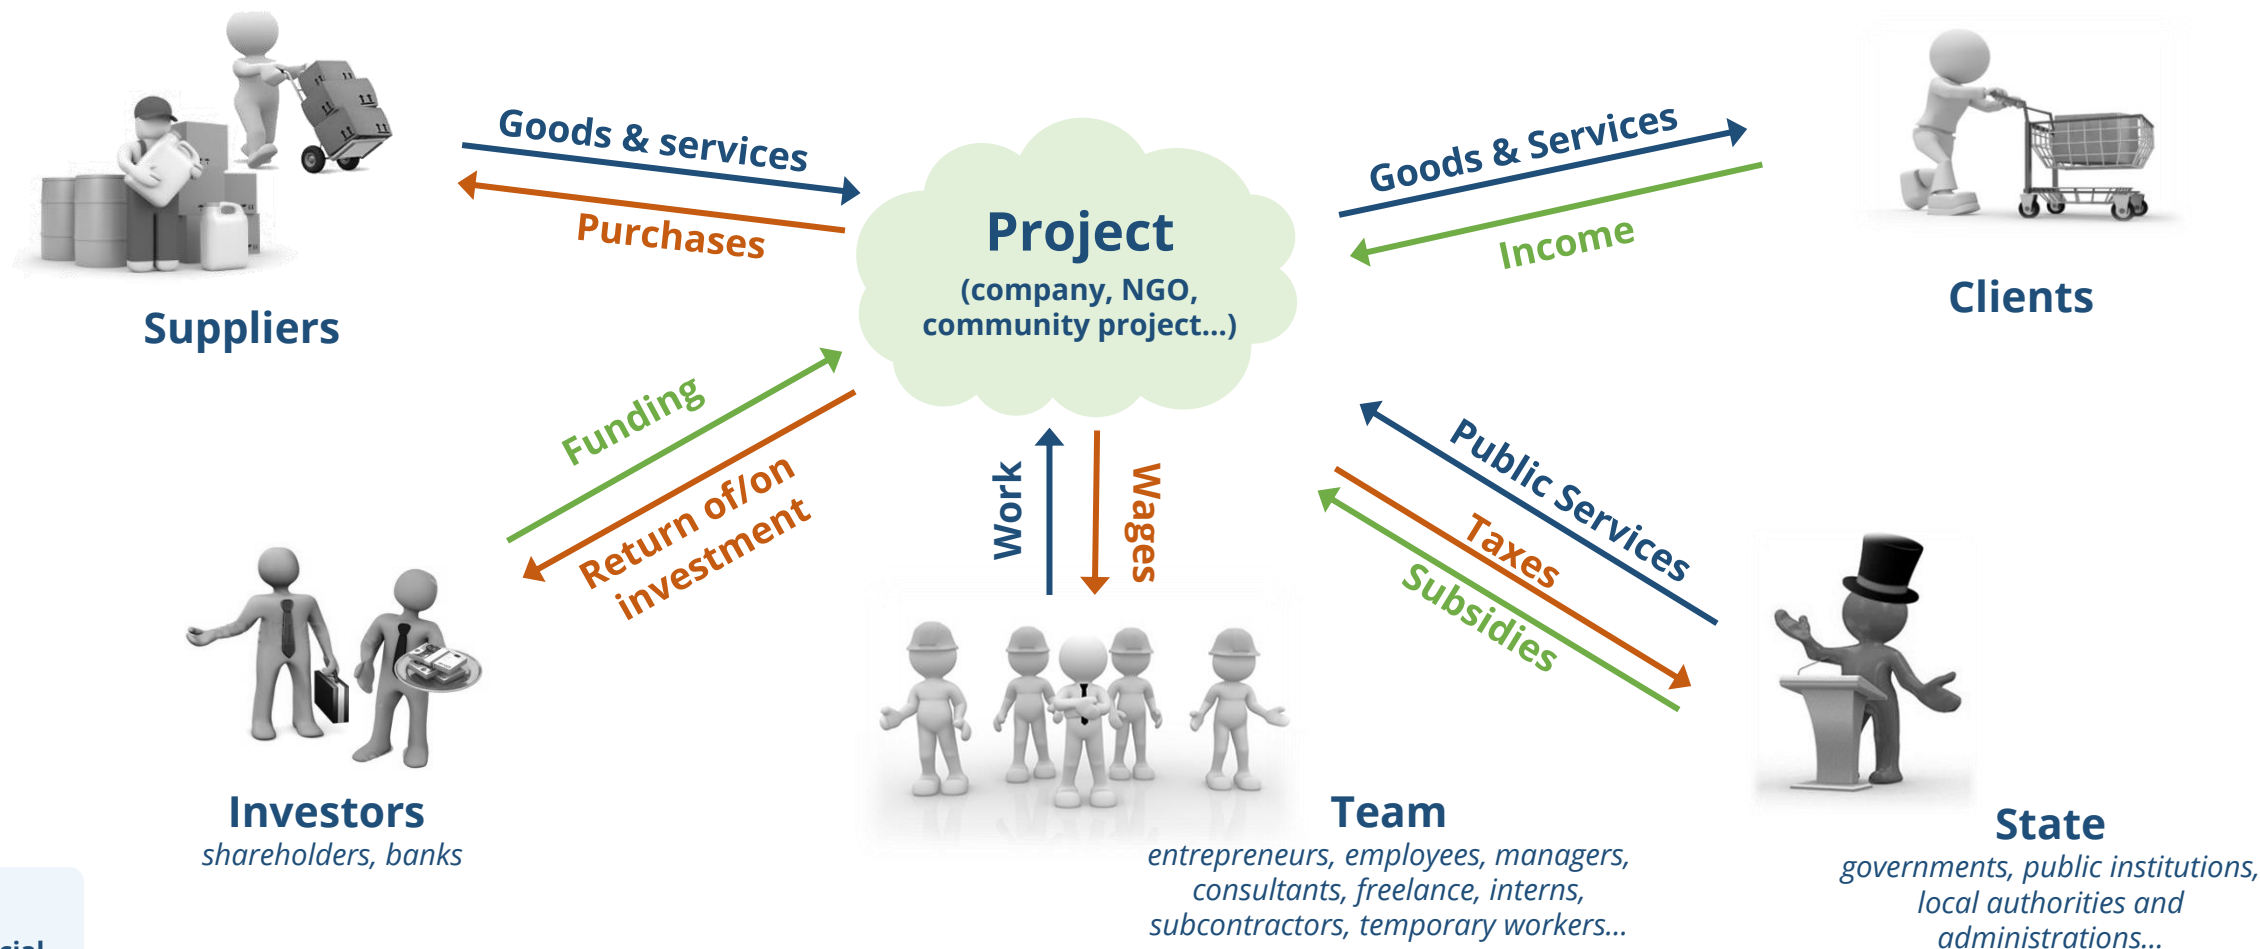 Goods & services
Purchases
Suppliers
Project
(company, NGO,
community project...)
Goods & Services
Income
Clients
Funding
Return of/on
investment
Investors
shareholders, banks
Work
Wages
Team
entrepreneurs, employees, managers,
consultants, freelance, interns,
subcontractors, temporary workers...
Public Services
Taxes
Subsidies
State
governments, public institutions,
local authorities and
administrations...